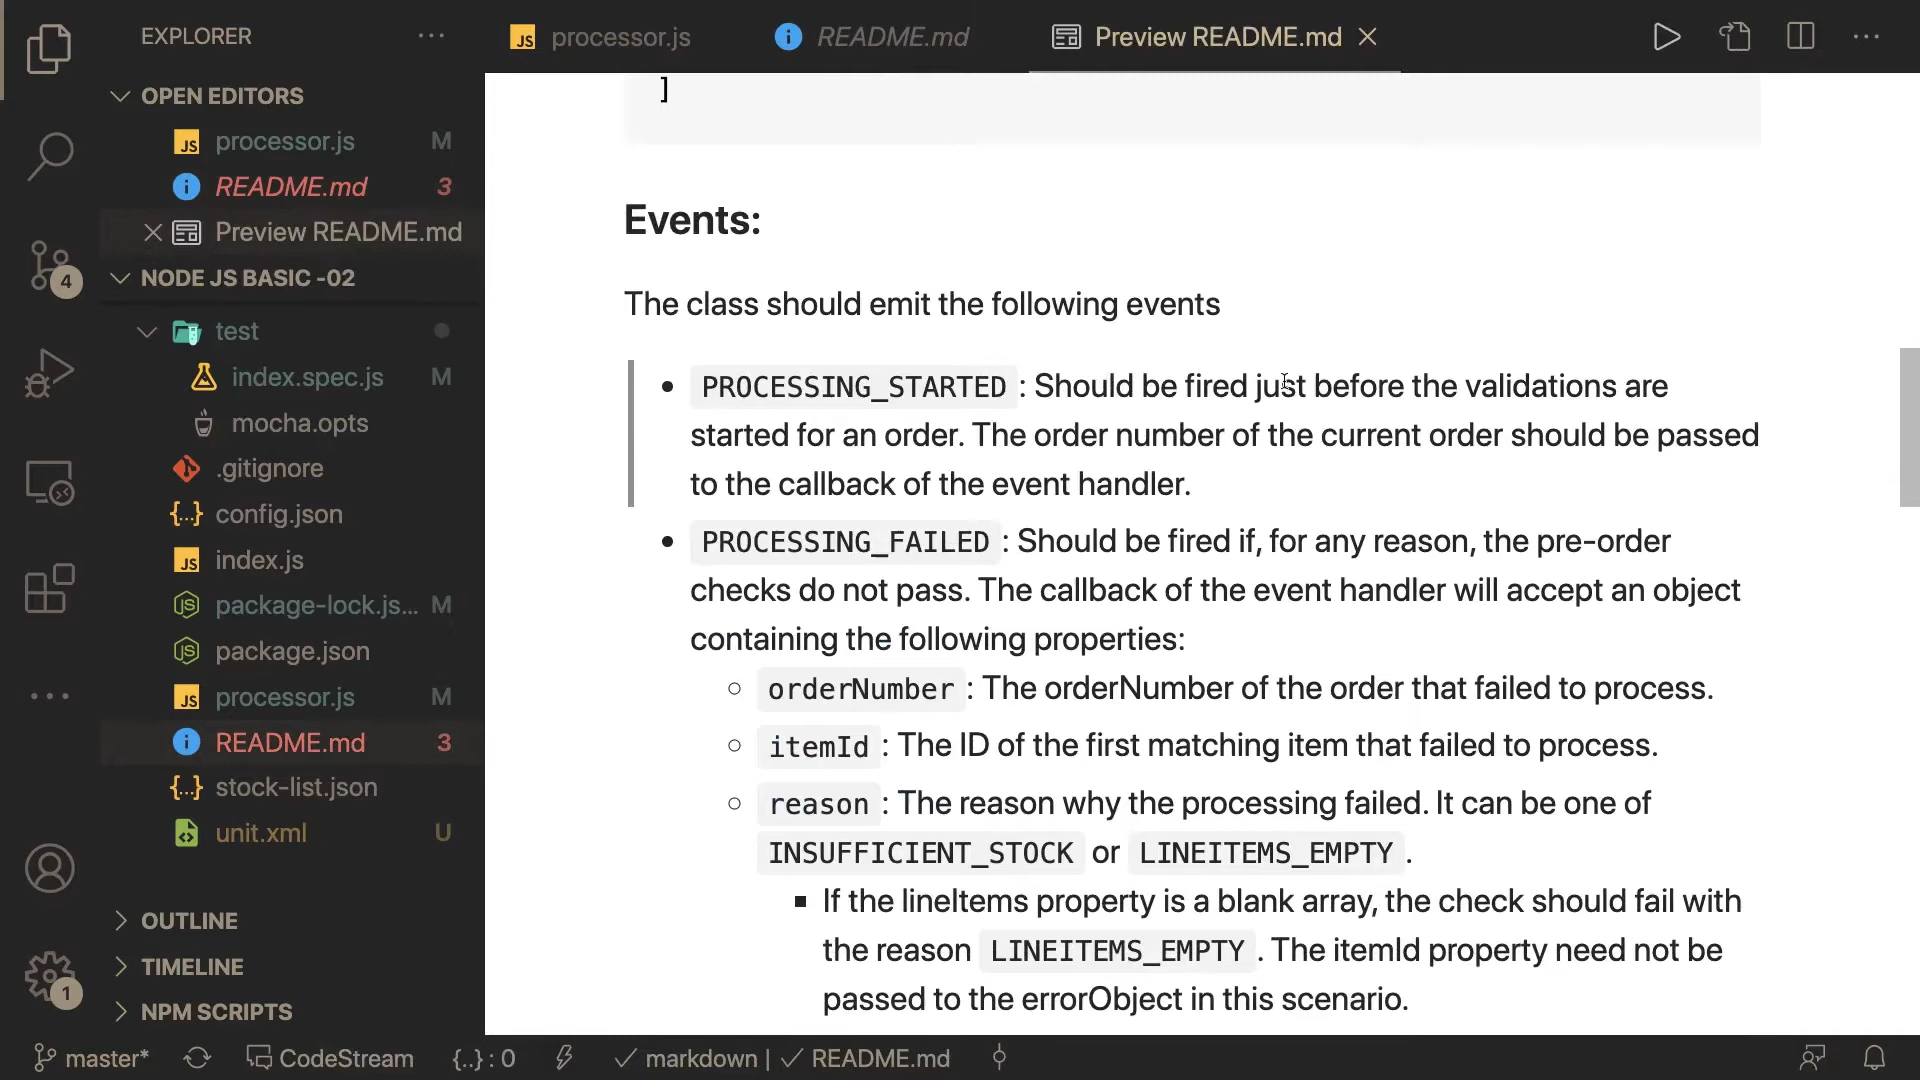 EXPLORER
JS processor.js
README.md
Preview README.md
OPEN EDITORS
JS processor.js M
README.md 3
Preview README.md
NODE JS BASIC -02
test
index.spec.js M
mocha.opts
.gitignore
{...} config.json
JS index.js
package-lock.js... M
package.json
JS processor.js M
README.md 3
{...} stock-list.json
unit.xml U
OUTLINE
TIMELINE
NPM SCRIPTS
4
1
]
Events:
The class should emit the following events
• PROCESSING_STARTED : Should be fired just before the validations are
started for an order. The order number of the current order should be passed
to the callback of the event handler.
• PROCESSING_FAILED : Should be fired if, for any reason, the pre-order
checks do not pass. The callback of the event handler will accept an object
containing the following properties:
orderNumber : The orderNumber of the order that failed to process.
itemId : The ID of the first matching item that failed to process.
reason : The reason why the processing failed. It can be one of
INSUFFICIENT_STOCK or LINEITEMS_EMPTY .
If the lineItems property is a blank array, the check should fail with
the reason LINEITEMS_EMPTY . The itemId property need not be
passed to the errorObject in this scenario.
master* CodeStream {..} : 0 markdown | README.md